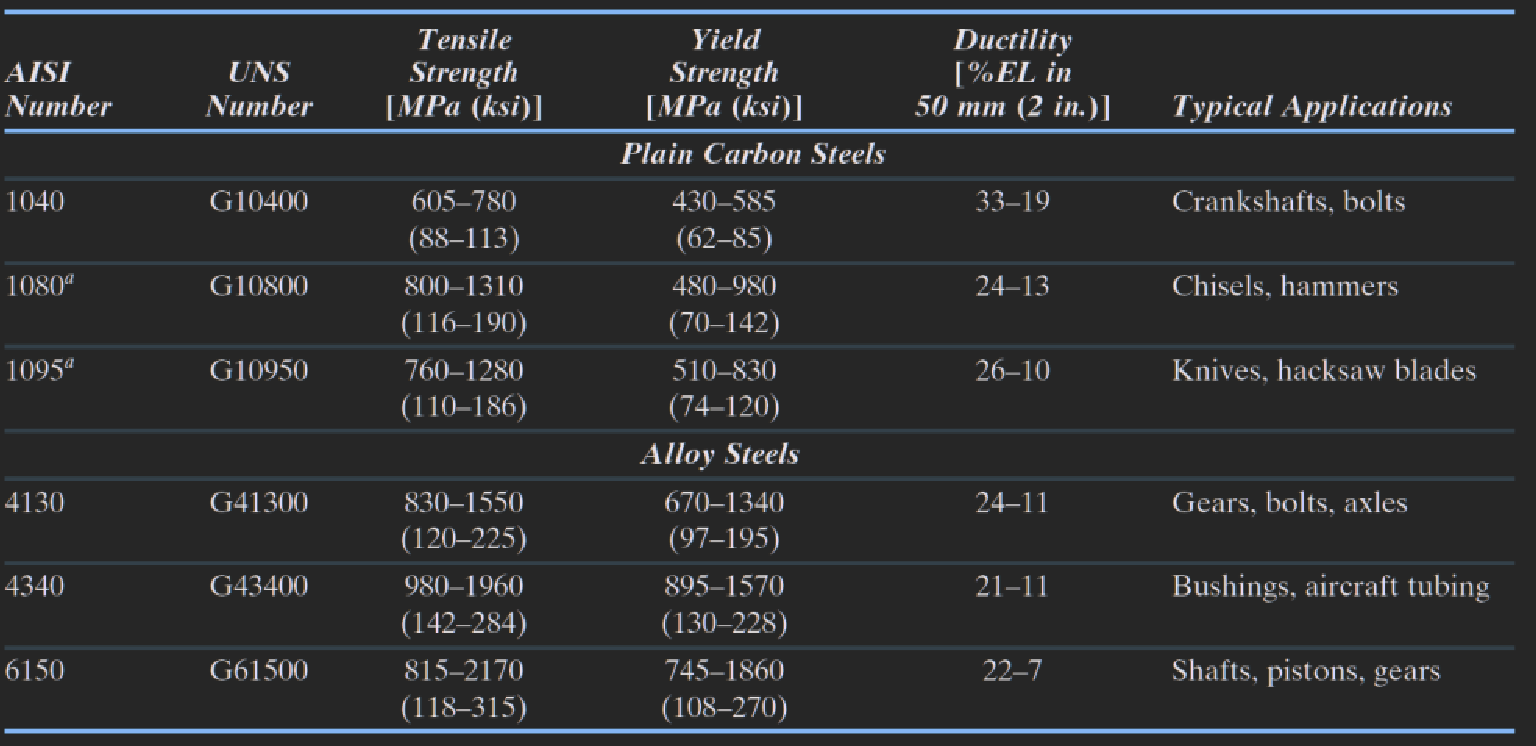 AISI Number UNS Number Tensile Strength [MPa (ksi)] Yield Strength [MPa (ksi)] Ductility [%EL in 50 mm (2 in.)] Typical Applications
Plain Carbon Steels
1040 G10400 605–780 430–585 33–19 Crankshafts, bolts
(88–113) (62–85)
1080a G10800 800–1310 480–980 24–13 Chisels, hammers
(116–190) (70–142)
1095a G10950 760–1280 510–830 26–10 Knives, hacksaw blades
(110–186) (74–120)
Alloy Steels
4130 G41300 830–1550 670–1340 24–11 Gears, bolts, axles
(120–225) (97–195)
4340 G43400 980–1960 895–1570 21–11 Bushings, aircraft tubing
(142–284) (130–228)
6150 G61500 815–2170 745–1860 22–7 Shafts, pistons, gears
(118–315) (108–270)